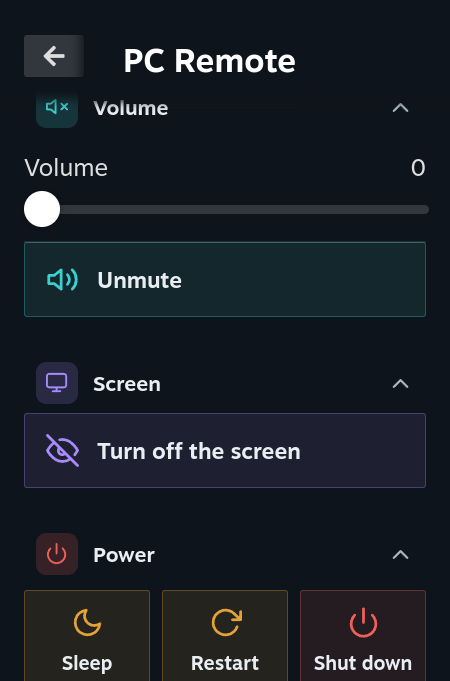 PC Remote
Volume
Volume 0
Unmute
Screen
Turn off the screen
Power
Sleep Restart Shut down